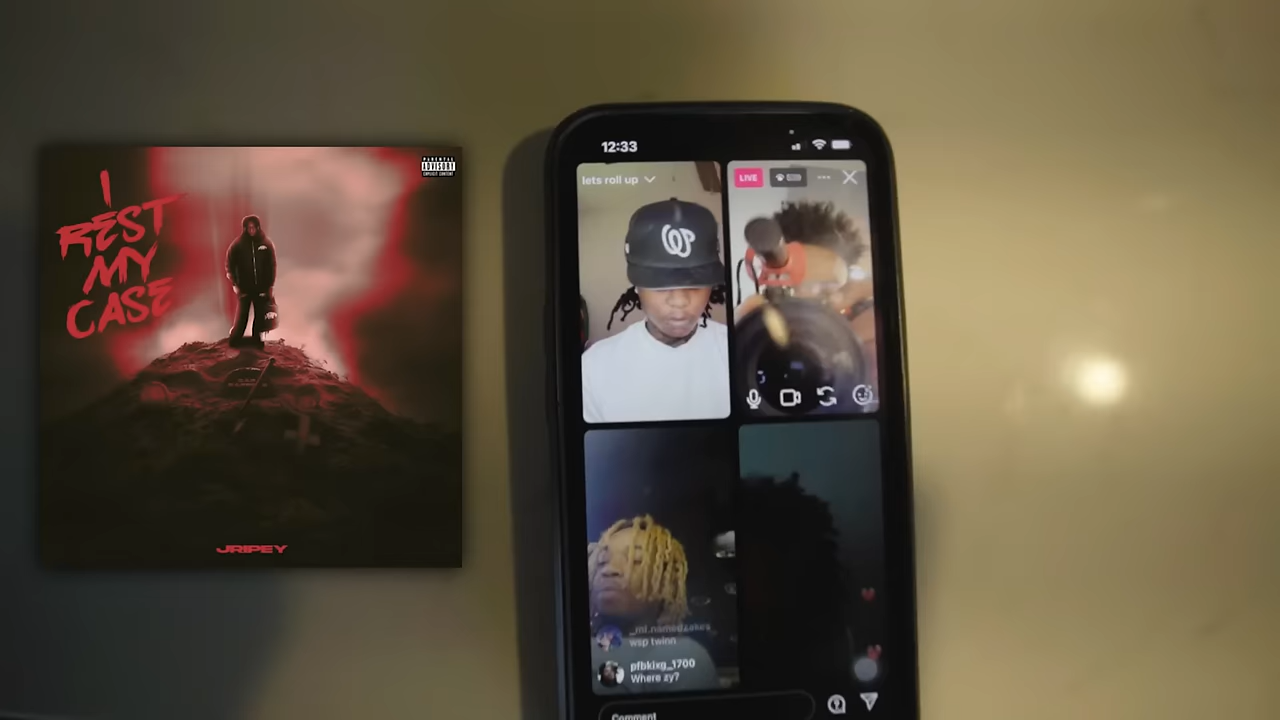 I
REST
MY
CASE
PARENTAL
ADVISORY
EXPLICIT CONTENT
JRIPEY
12:33
lets roll up
LIVE
wsp twinn
pfbkixg_1700
Where zy?
Comment